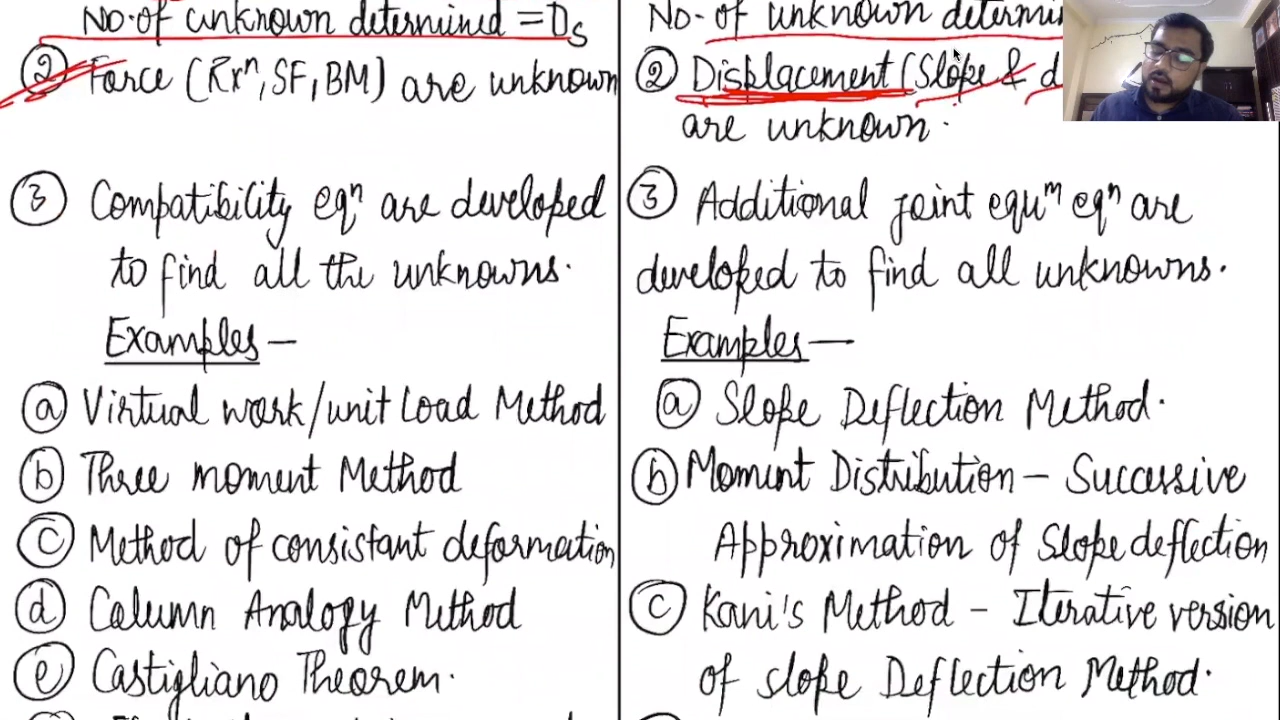 No. of unknown determined = Ds
② Force (Rxⁿ, SF, BM) are unknown
③ Compatibility eqⁿ are developed
to find all the unknowns.
Examples —
ⓐ Virtual work/unit Load Method
ⓑ Three moment Method
ⓒ Method of consistant deformation
ⓓ Column Analogy Method
ⓔ Castigliano Theorem.
No. of unknown
② Displacement (Slope &
are unknown.
③ Additional joint equᵐ eqⁿ are
developed to find all unknowns.
Examples —
ⓐ Slope Deflection Method.
ⓑ Moment Distribution – Successive
Approximation of Slope deflection
ⓒ Kani's Method – Iterative version
of slope Deflection Method.